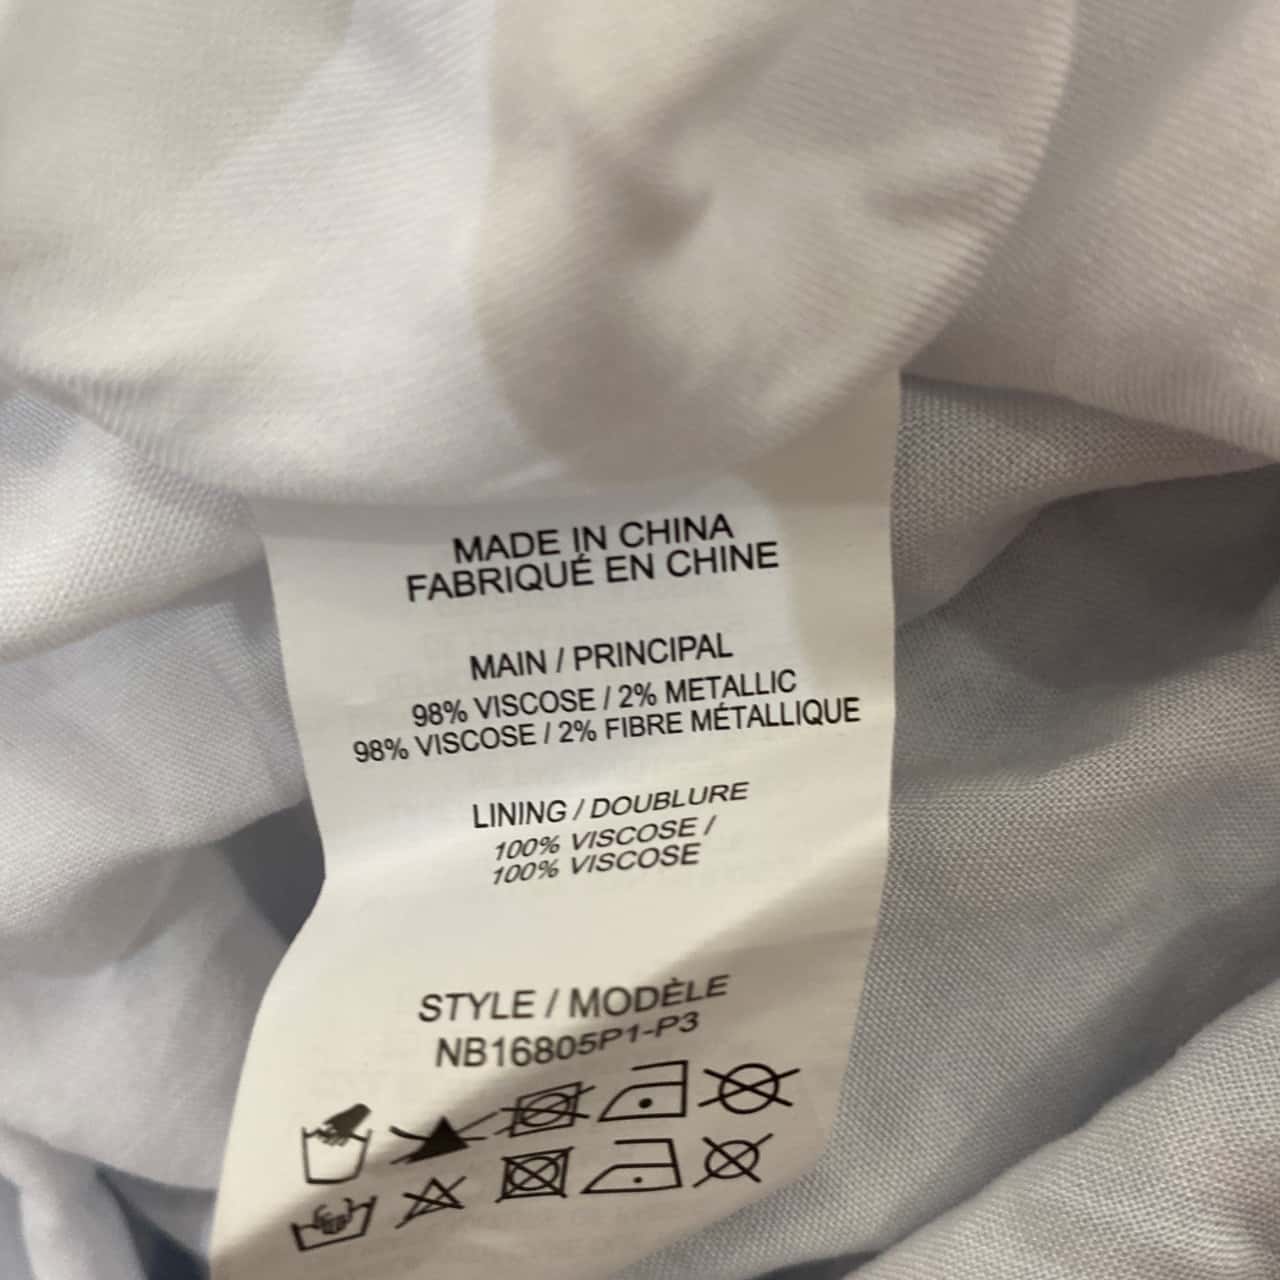 MADE IN CHINA
FABRIQUÉ EN CHINE
MAIN / PRINCIPAL
98% VISCOSE / 2% METALLIC
98% VISCOSE / 2% FIBRE MÉTALLIQUE
LINING / DOUBLURE
100% VISCOSE /
100% VISCOSE
STYLE / MODÈLE
NB16805P1-P3